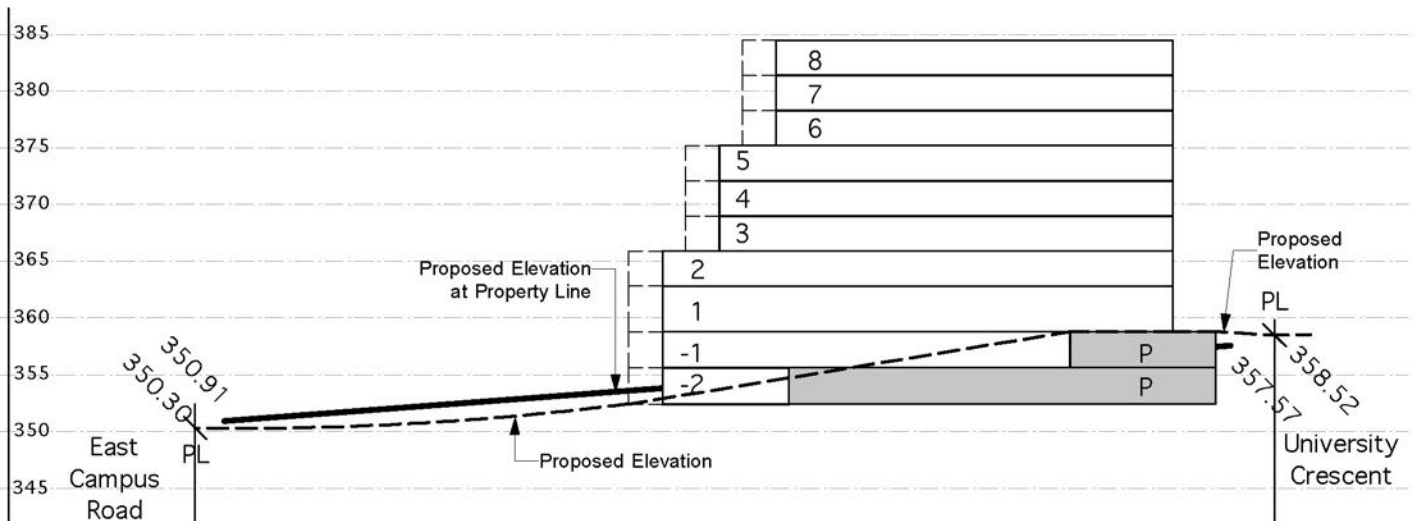 385
380
375
370
365
360
355
350
345
8
7
6
5
4
3
2
1
-1
-2
P
P
Proposed Elevation
at Property Line
Proposed
Elevation
PL
350.91
350.30
PL
East
Campus
Road
Proposed Elevation
357.57
358.52
University
Crescent